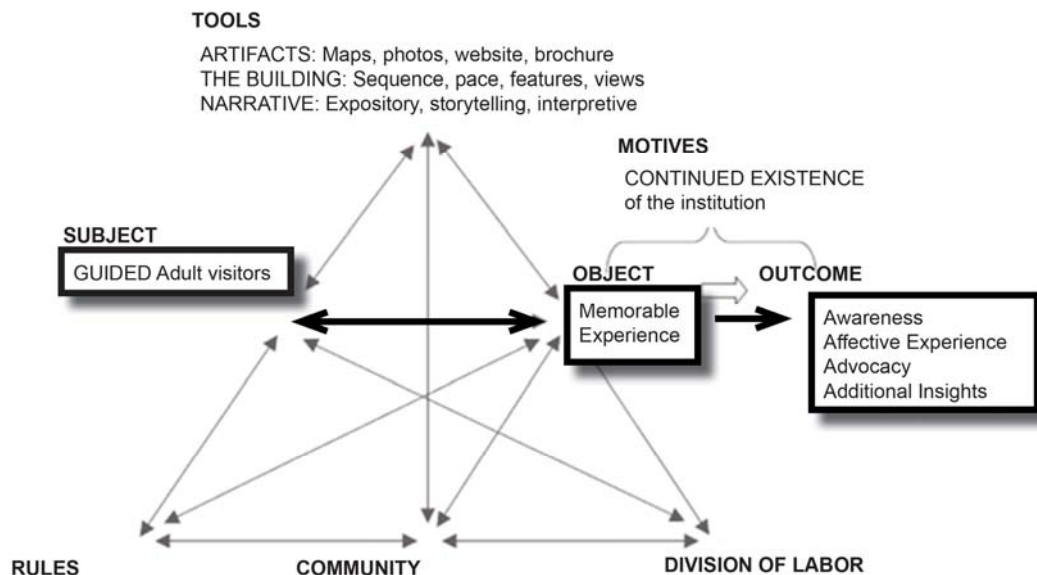 TOOLS
ARTIFACTS: Maps, photos, website, brochure
THE BUILDING: Sequence, pace, features, views
NARRATIVE: Expository, storytelling, interpretive
MOTIVES
CONTINUED EXISTENCE
of the institution
SUBJECT
GUIDED Adult visitors
OBJECT
Memorable
Experience
OUTCOME
Awareness
Affective Experience
Advocacy
Additional Insights
RULES
COMMUNITY
DIVISION OF LABOR